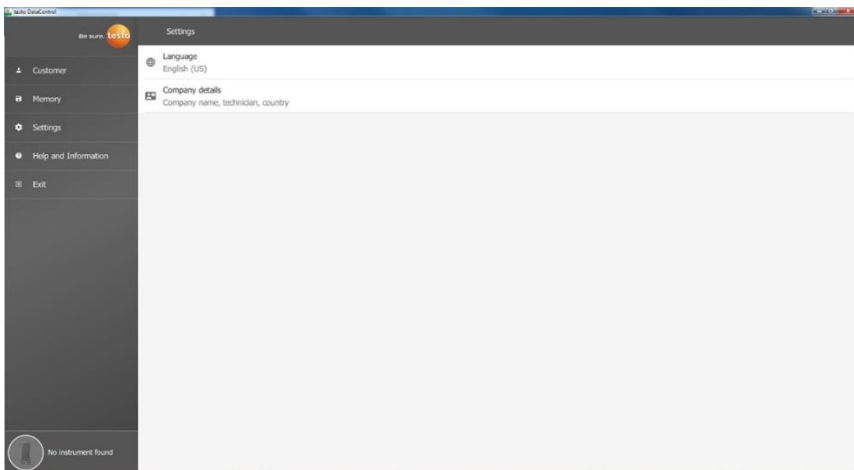 testo DataControl
Be sure. testo
Settings
Customer
Memory
Settings
Help and Information
Exit
Language
English (US)
Company details
Company name, technician, country
No instrument found